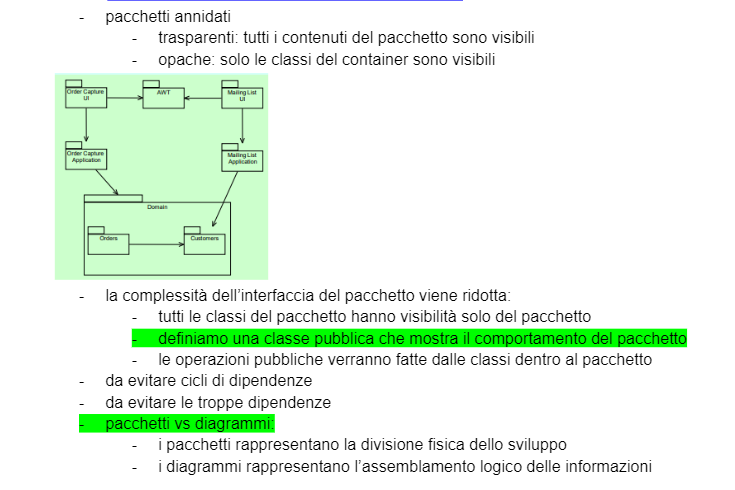 - pacchetti annidati
- trasparenti: tutti i contenuti del pacchetto sono visibili
- opache: solo le classi del container sono visibili
Order Capture
UI
AWT
Mailing List
UI
Order Capture
Application
Mailing List
Application
Domain
Orders
Customers
- la complessità dell'interfaccia del pacchetto viene ridotta:
- tutti le classi del pacchetto hanno visibilità solo del pacchetto
- definiamo una classe pubblica che mostra il comportamento del pacchetto
- le operazioni pubbliche verranno fatte dalle classi dentro al pacchetto
- da evitare cicli di dipendenze
- da evitare le troppe dipendenze
- pacchetti vs diagrammi:
- i pacchetti rappresentano la divisione fisica dello sviluppo
- i diagrammi rappresentano l'assemblamento logico delle informazioni